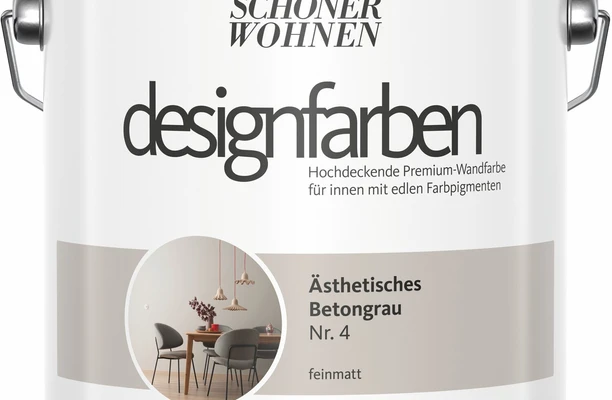 SCHÖNER
WOHNEN
designfarben
Hochdeckende Premium-Wandfarbe
für innen mit edlen Farbpigmenten
Ästhetisches
Betongrau
Nr. 4
feinmatt